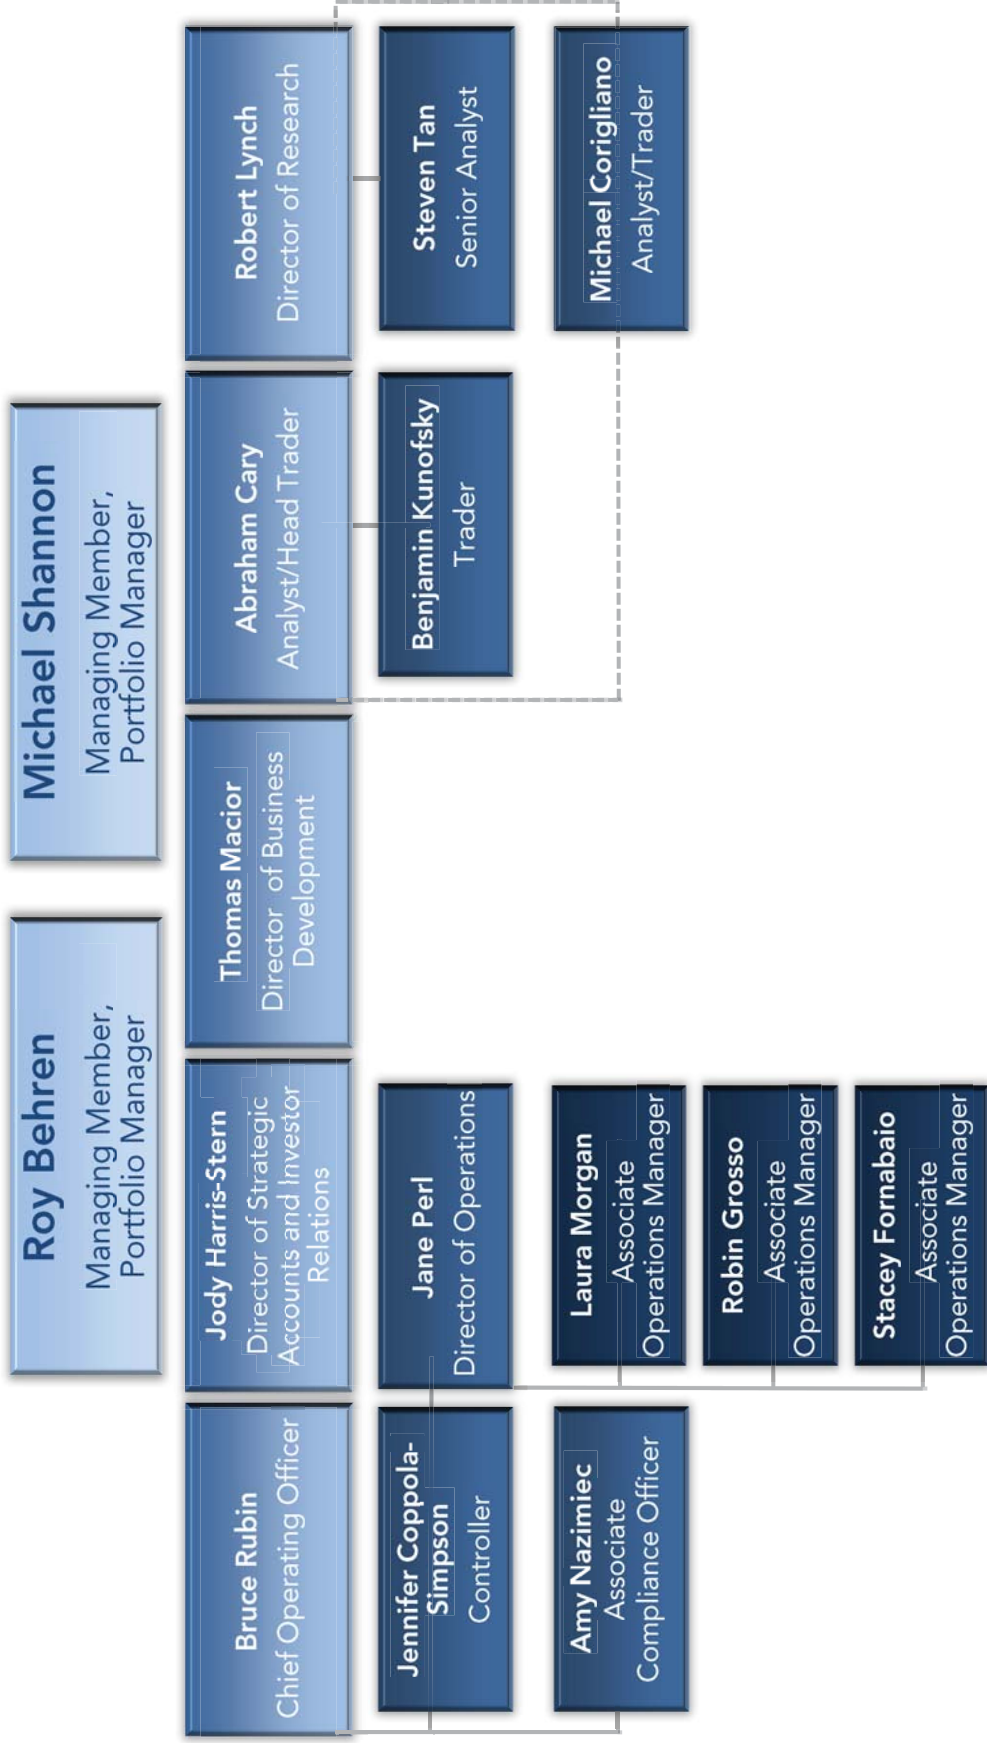 Roy Behren
Managing Member,
Portfolio Manager
Michael Shannon
Managing Member,
Portfolio Manager
Bruce Rubin
Chief Operating Officer
Jody Harris-Stern
Director of Strategic
Accounts and Investor
Relations
Thomas Macior
Director of Business
Development
Abraham Cary
Analyst/Head Trader
Robert Lynch
Director of Research
Jennifer Coppola-
Simpson
Controller
Jane Perl
Director of Operations
Benjamin Kunofsky
Trader
Steven Tan
Senior Analyst
Amy Nazimiec
Associate
Compliance Officer
Laura Morgan
Associate
Operations Manager
Michael Corigliano
Analyst/Trader
Robin Grosso
Associate
Operations Manager
Stacey Fornabaio
Associate
Operations Manager